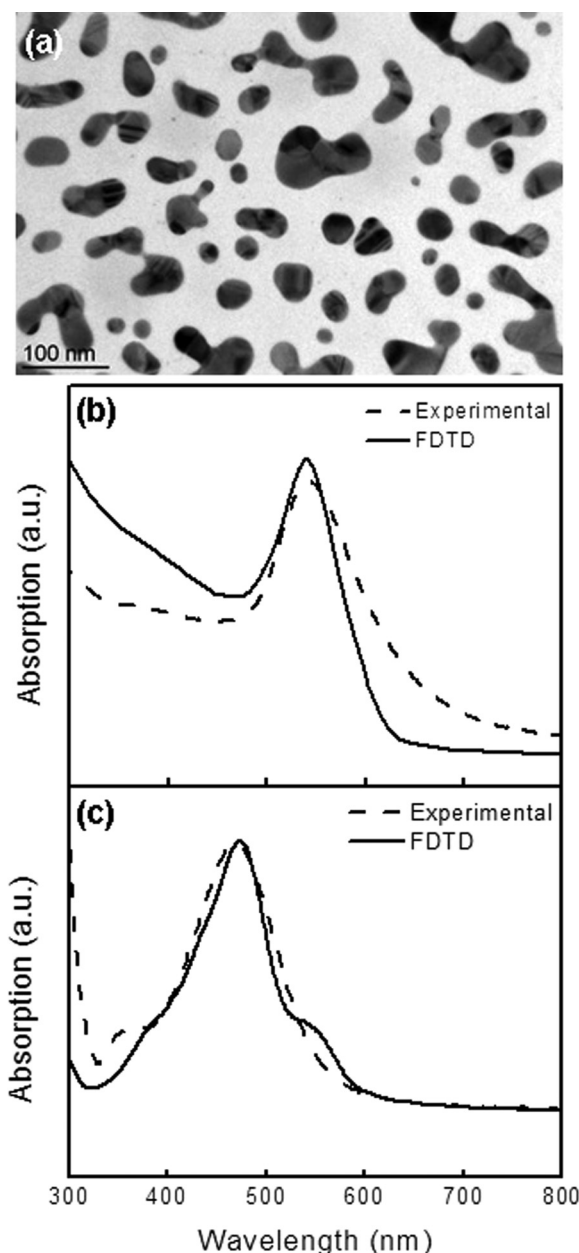 (a)
100 nm
(b)
Experimental
FDTD
Absorption (a.u.)
(c)
Experimental
FDTD
Absorption (a.u.)
300 400 500 600 700 800
Wavelength (nm)